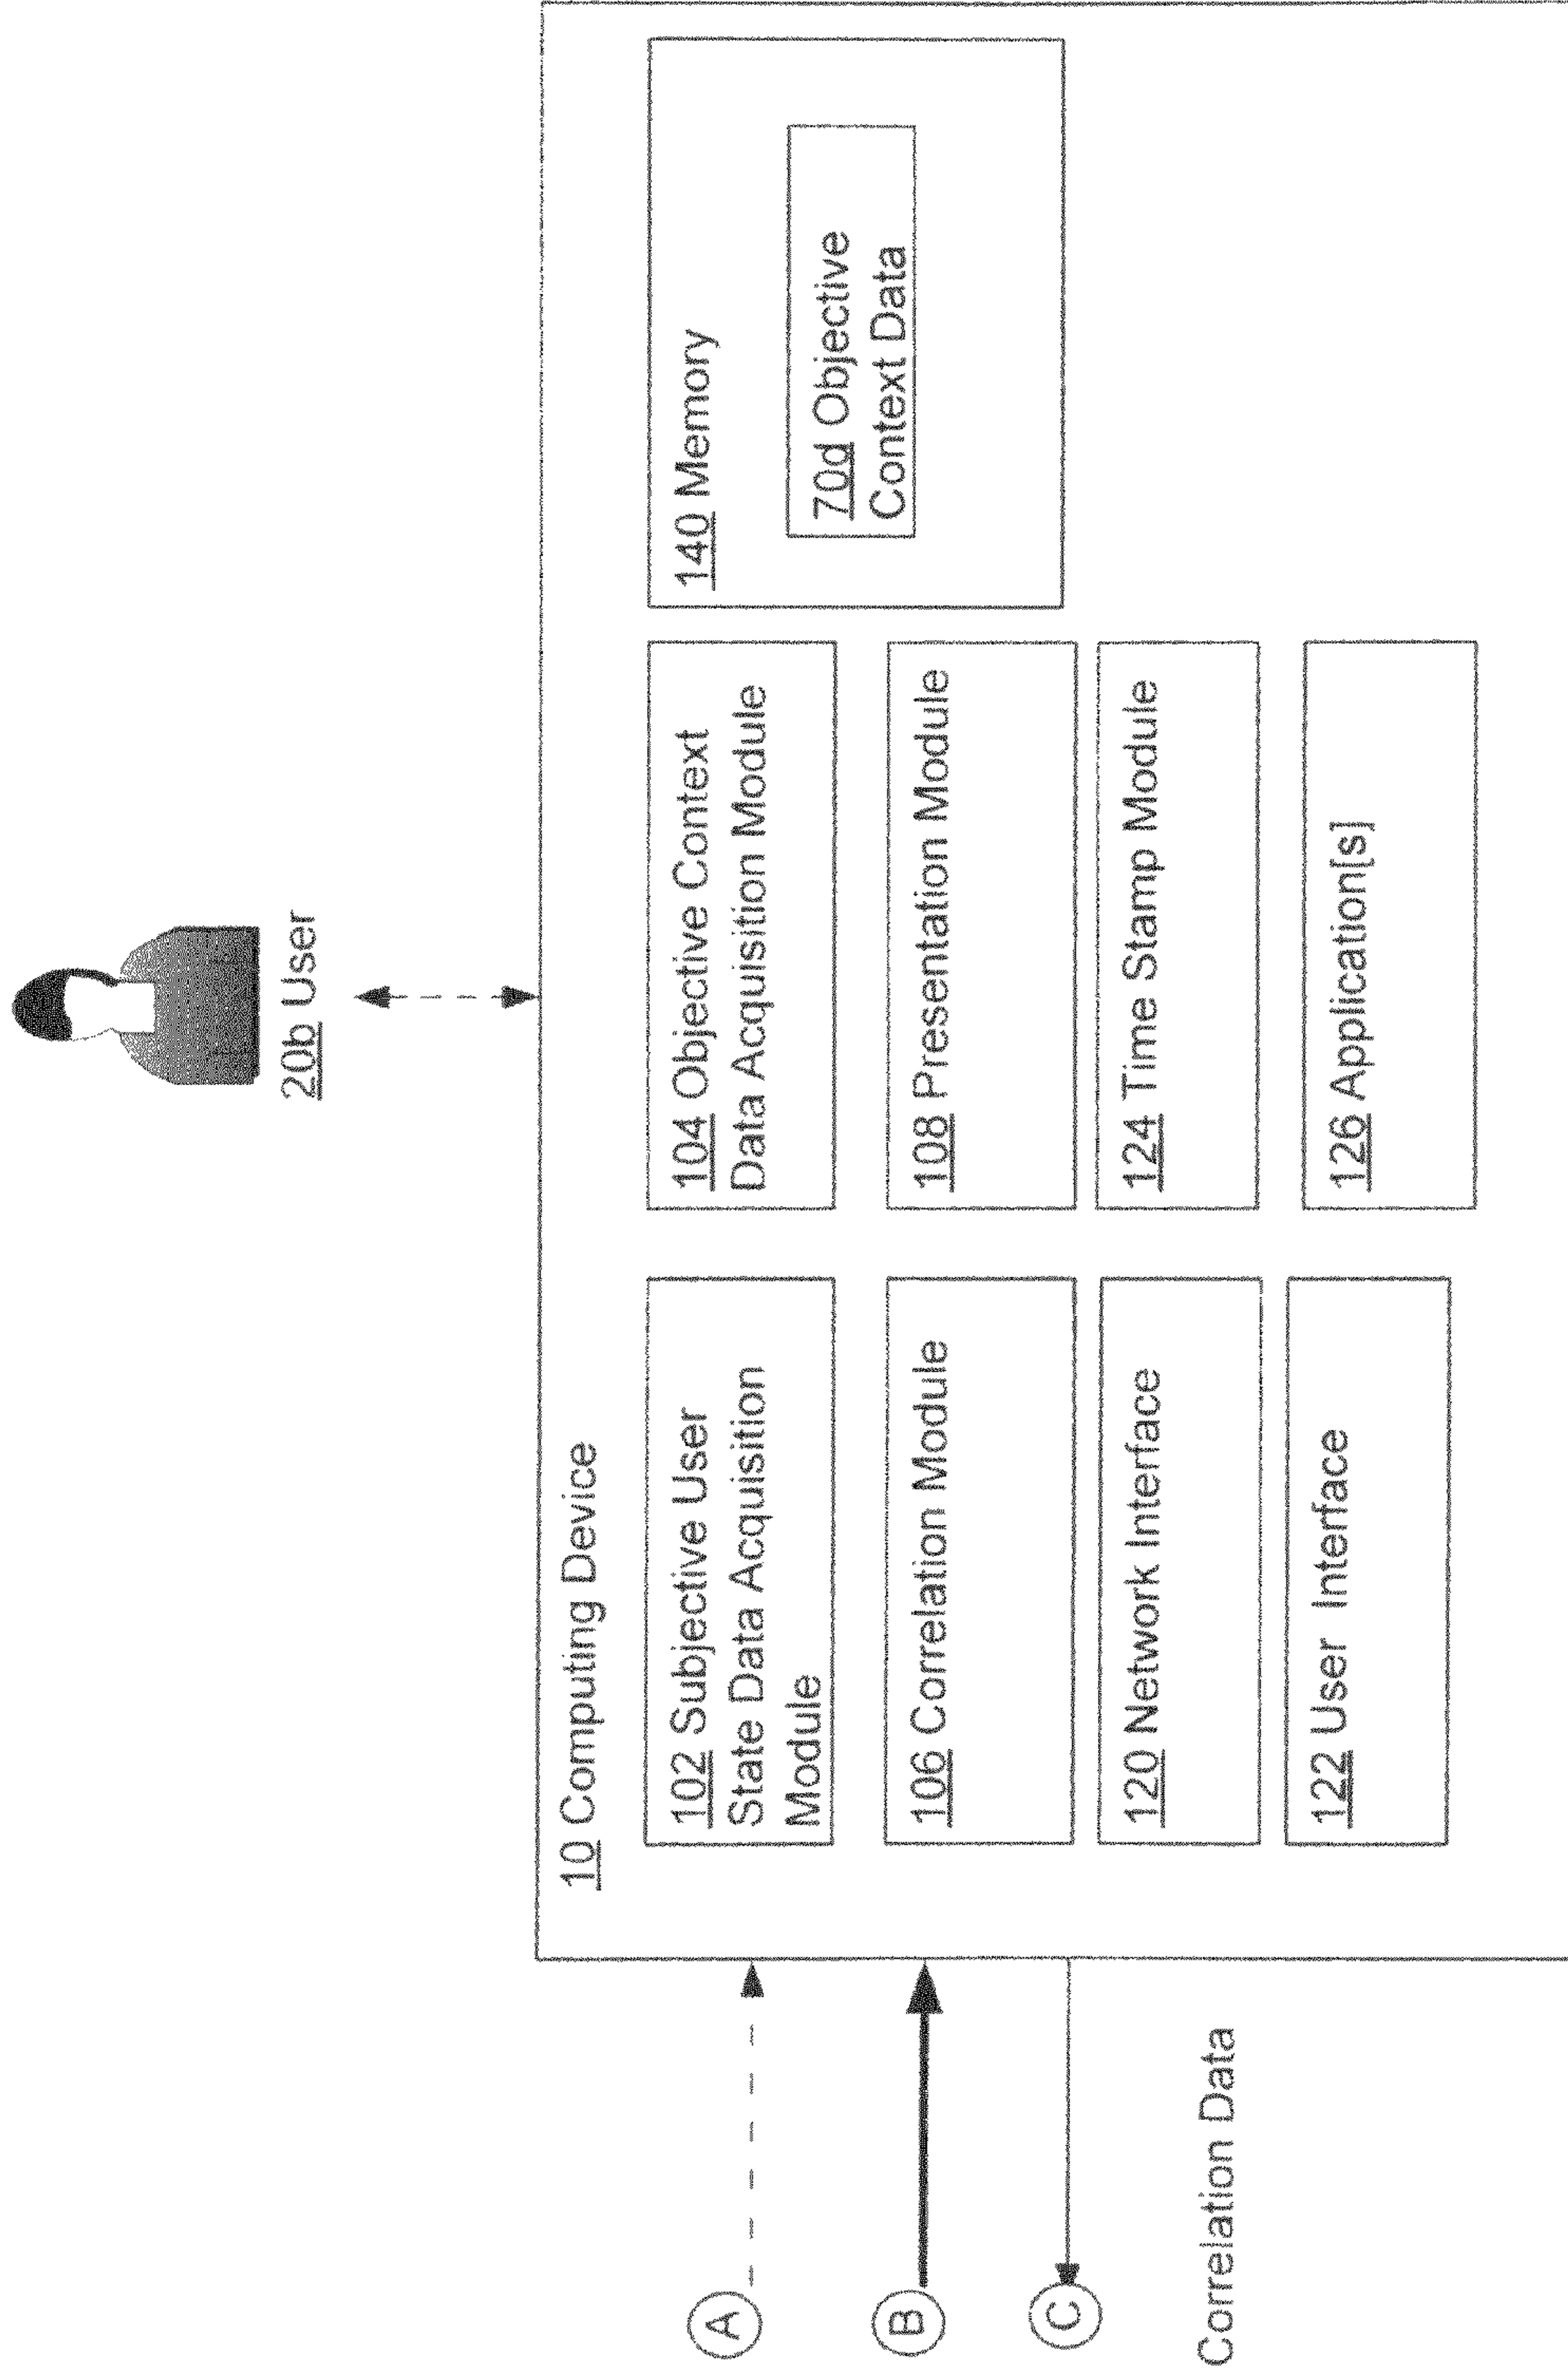 20b User
10 Computing Device
102 Subjective User
State Data Acquisition
Module
104 Objective Context
Data Acquisition Module
140 Memory
70d Objective
Context Data
106 Correlation Module
108 Presentation Module
120 Network Interface
124 Time Stamp Module
122 User Interface
126 Application[s]
A
B
C
Correlation Data